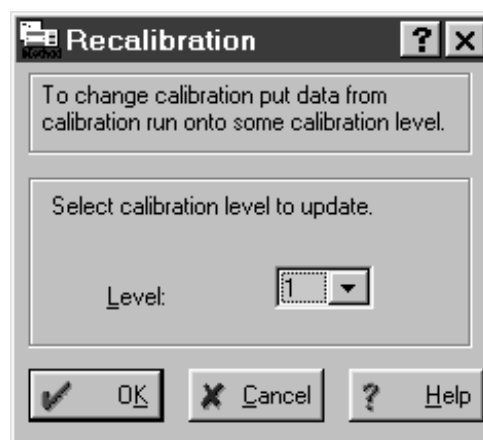 Recalibration
To change calibration put data from
calibration run onto some calibration level.
Select calibration level to update.
Level: 1
OK Cancel Help